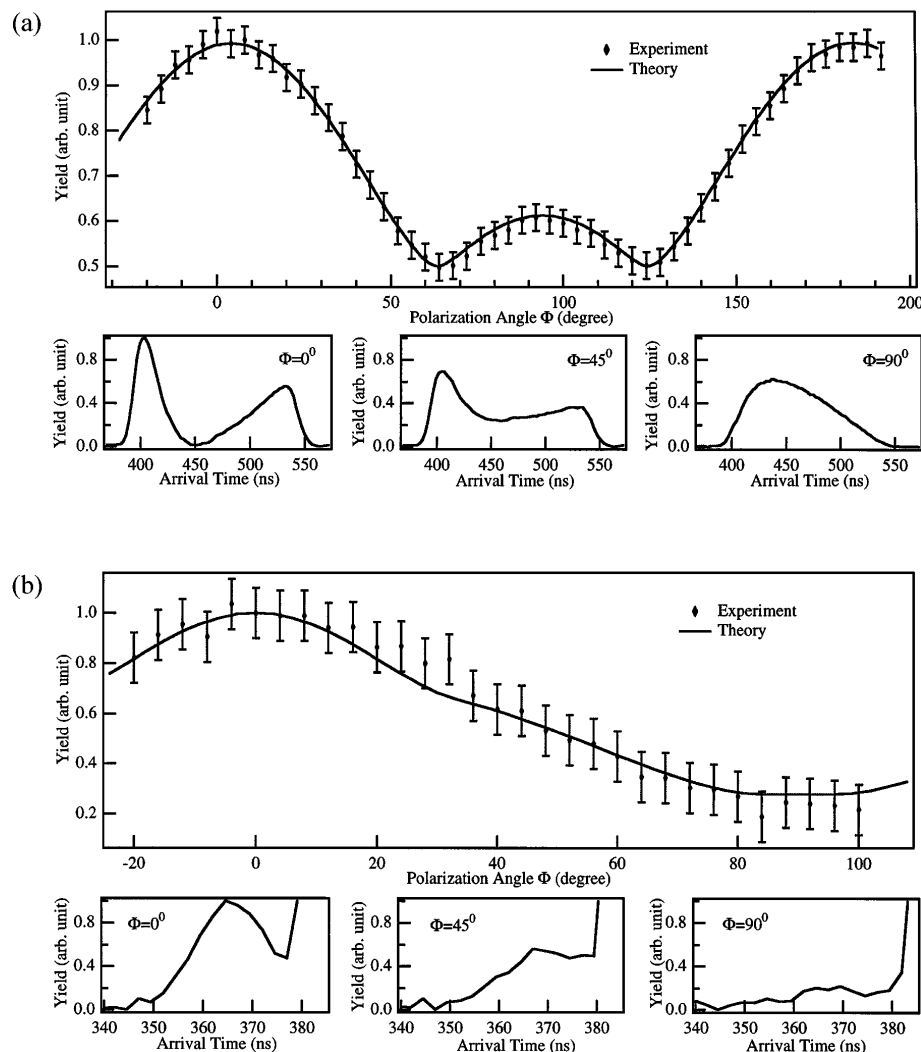 (a)
Experiment
Theory
Yield (arb. unit)
1.0
0.9
0.8
0.7
0.6
0.5
0 50 100 150 200
Polarization Angle Φ (degree)
Yield (arb. unit)
0.8
0.4
0.0
Φ=0⁰
400 450 500 550
Arrival Time (ns)
Yield (arb. unit)
0.8
0.4
0.0
Φ=45⁰
400 450 500 550
Arrival Time (ns)
Yield (arb. unit)
0.8
0.4
0.0
Φ=90⁰
400 450 500 550
Arrival Time (ns)
(b)
Experiment
Theory
Yield (arb. unit)
1.0
0.8
0.6
0.4
0.2
-20 0 20 40 60 80 100
Polarization Angle Φ (degree)
Yield (arb. unit)
0.8
0.4
0.0
Φ=0⁰
340 350 360 370 380
Arrival Time (ns)
Yield (arb. unit)
0.8
0.4
0.0
Φ=45⁰
340 350 360 370 380
Arrival Time (ns)
Yield (arb. unit)
0.8
0.4
0.0
Φ=90⁰
340 350 360 370 380
Arrival Time (ns)